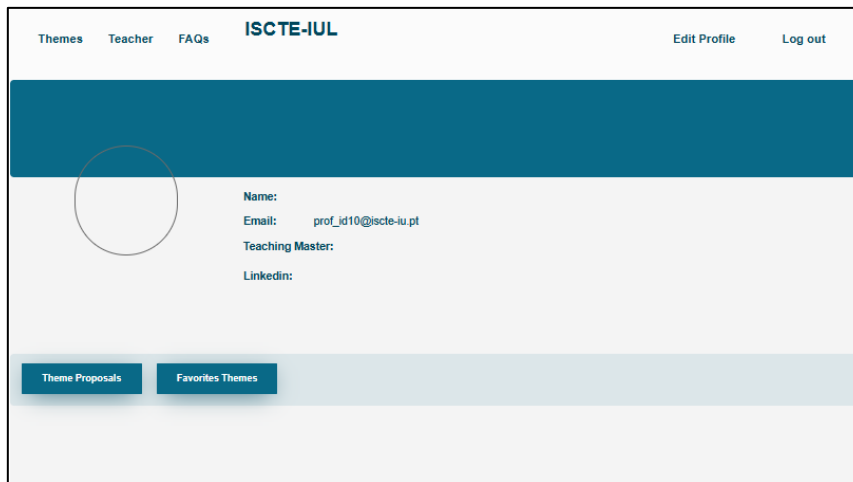 Themes Teacher FAQs ISCTE-IUL Edit Profile Log out
Name:
Email: prof_id10@iscte-iu.pt
Teaching Master:
Linkedin:
Theme Proposals Favorites Themes